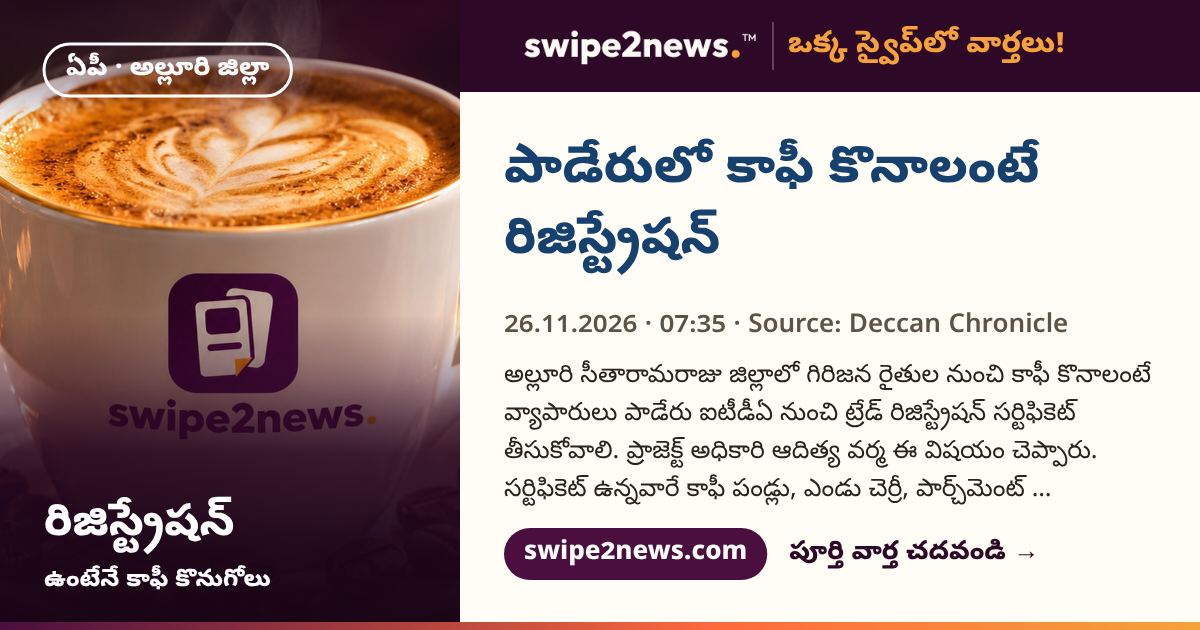 ఏపీ · అల్లూరి జిల్లా
swipe2news.
రిజిస్ట్రేషన్
ఉంటేనే కాఫీ కొనుగోలు
swipe2news.™ ఒక్క స్వైప్‌లో వార్తలు!
పాడేరులో కాఫీ కొనాలంటే
రిజిస్ట్రేషన్
26.11.2026 · 07:35 · Source: Deccan Chronicle
అల్లూరి సీతారామరాజు జిల్లాలో గిరిజన రైతుల నుంచి కాఫీ కొనాలంటే
వ్యాపారులు పాడేరు ఐటీడీఏ నుంచి ట్రేడ్ రిజిస్ట్రేషన్ సర్టిఫికెట్
తీసుకోవాలి. ప్రాజెక్ట్ అధికారి ఆదిత్య వర్మ ఈ విషయం చెప్పారు.
సర్టిఫికెట్ ఉన్నవారే కాఫీ పండ్లు, ఎండు చెర్రీ, పార్చ్‌మెంట్ ...
swipe2news.com పూర్తి వార్త చదవండి →